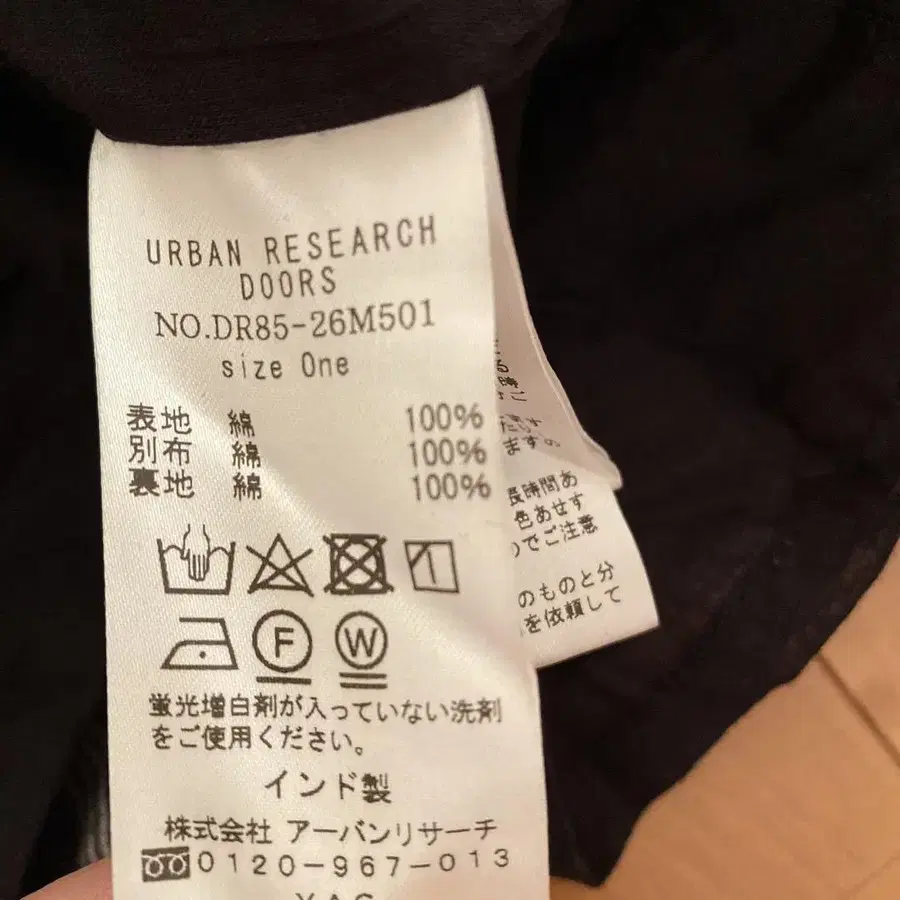 URBAN RESEARCH
DOORS
NO.DR85-26M501
size One
表地 綿 100%
別布 綿 100%
裏地 綿 100%
F W
蛍光増白剤が入っていない洗剤
をご使用ください。
インド製
株式会社 アーバンリサーチ
0120-967-013
ます。
長時間あ
色あせす
のでご注意
のものと分
を依頼して